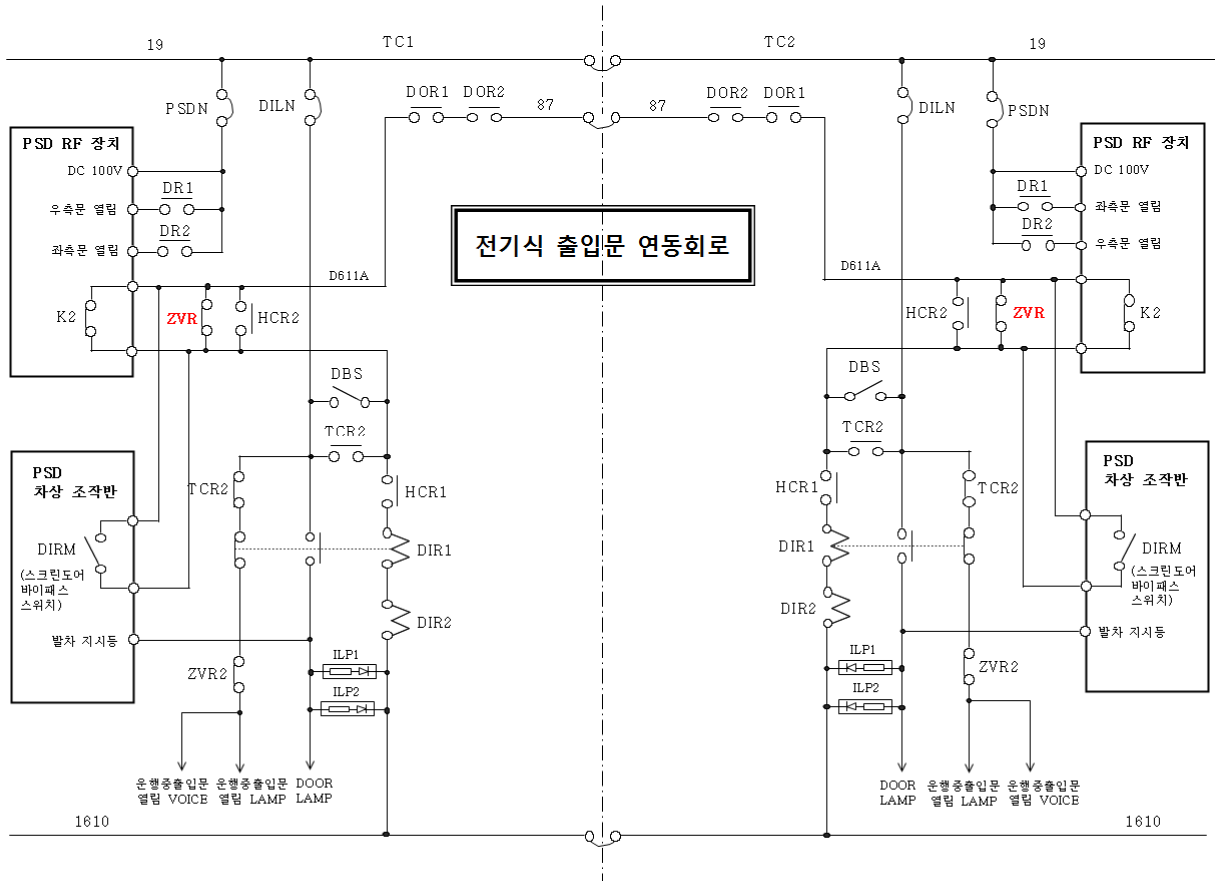 19
TC1
TC2
19
PSDN
DILN
DOR1
DOR2
87
87
DOR2
DOR1
DILN
PSDN
PSD RF 장치
DC 100V
우측문 열림
좌측문 열림
DR1
DR2
전기식 출입문 연동회로
PSD RF 장치
DC 100V
좌측문 열림
우측문 열림
DR1
DR2
D611A
D611A
K2
ZVR
HCR2
HCR2
ZVR
K2
DBS
DBS
TCR2
TCR2
PSD
차상 조작반
TCR2
HCR1
HCR1
TCR2
PSD
차상 조작반
DIRM
(스크린도어
바이패스
스위치)
DIR1
DIR1
DIRM
(스크린도어
바이패스
스위치)
DIR2
DIR2
발차 지시등
발차 지시등
ILP1
ILP1
ZVR2
ZVR2
ILP2
ILP2
운행중출입문
열림 VOICE
운행중출입문
열림 LAMP
DOOR
LAMP
DOOR
LAMP
운행중출입문
열림 LAMP
운행중출입문
열림 VOICE
1610
1610